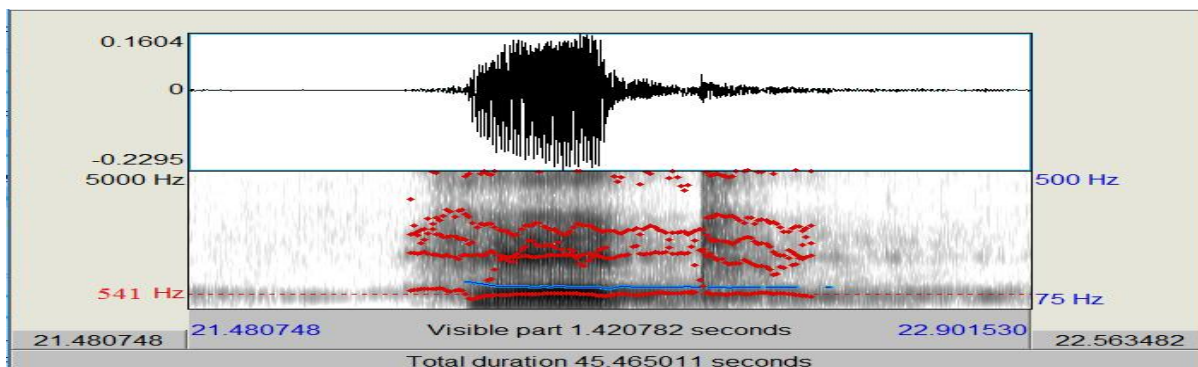 0.1604
0
-0.2295
5000 Hz 500 Hz
541 Hz 75 Hz
21.480748 21.480748 Visible part 1.420782 seconds 22.901530 22.563482
Total duration 45.465011 seconds